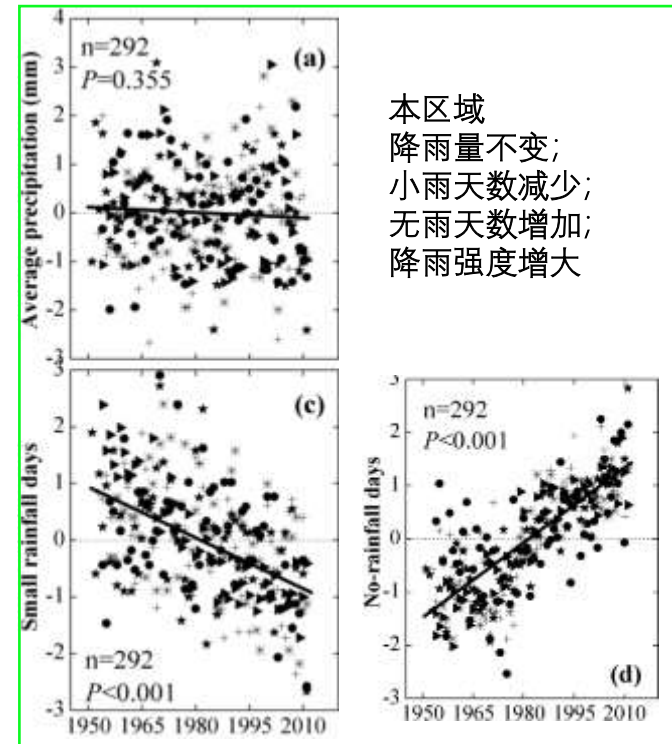 4
3
2
1
0
-1
-2
-3
Average precipitation (mm)
n=292
P=0.355
(a)
本区域
降雨量不变;
小雨天数减少;
无雨天数增加;
降雨强度增大
3
2
1
0
-1
-2
-3
Small rainfall days
(c)
n=292
P<0.001
1950 1965 1980 1995 2010
3
2
1
0
-1
-2
-3
No-rainfall days
n=292
P<0.001
(d)
1950 1965 1980 1995 2010